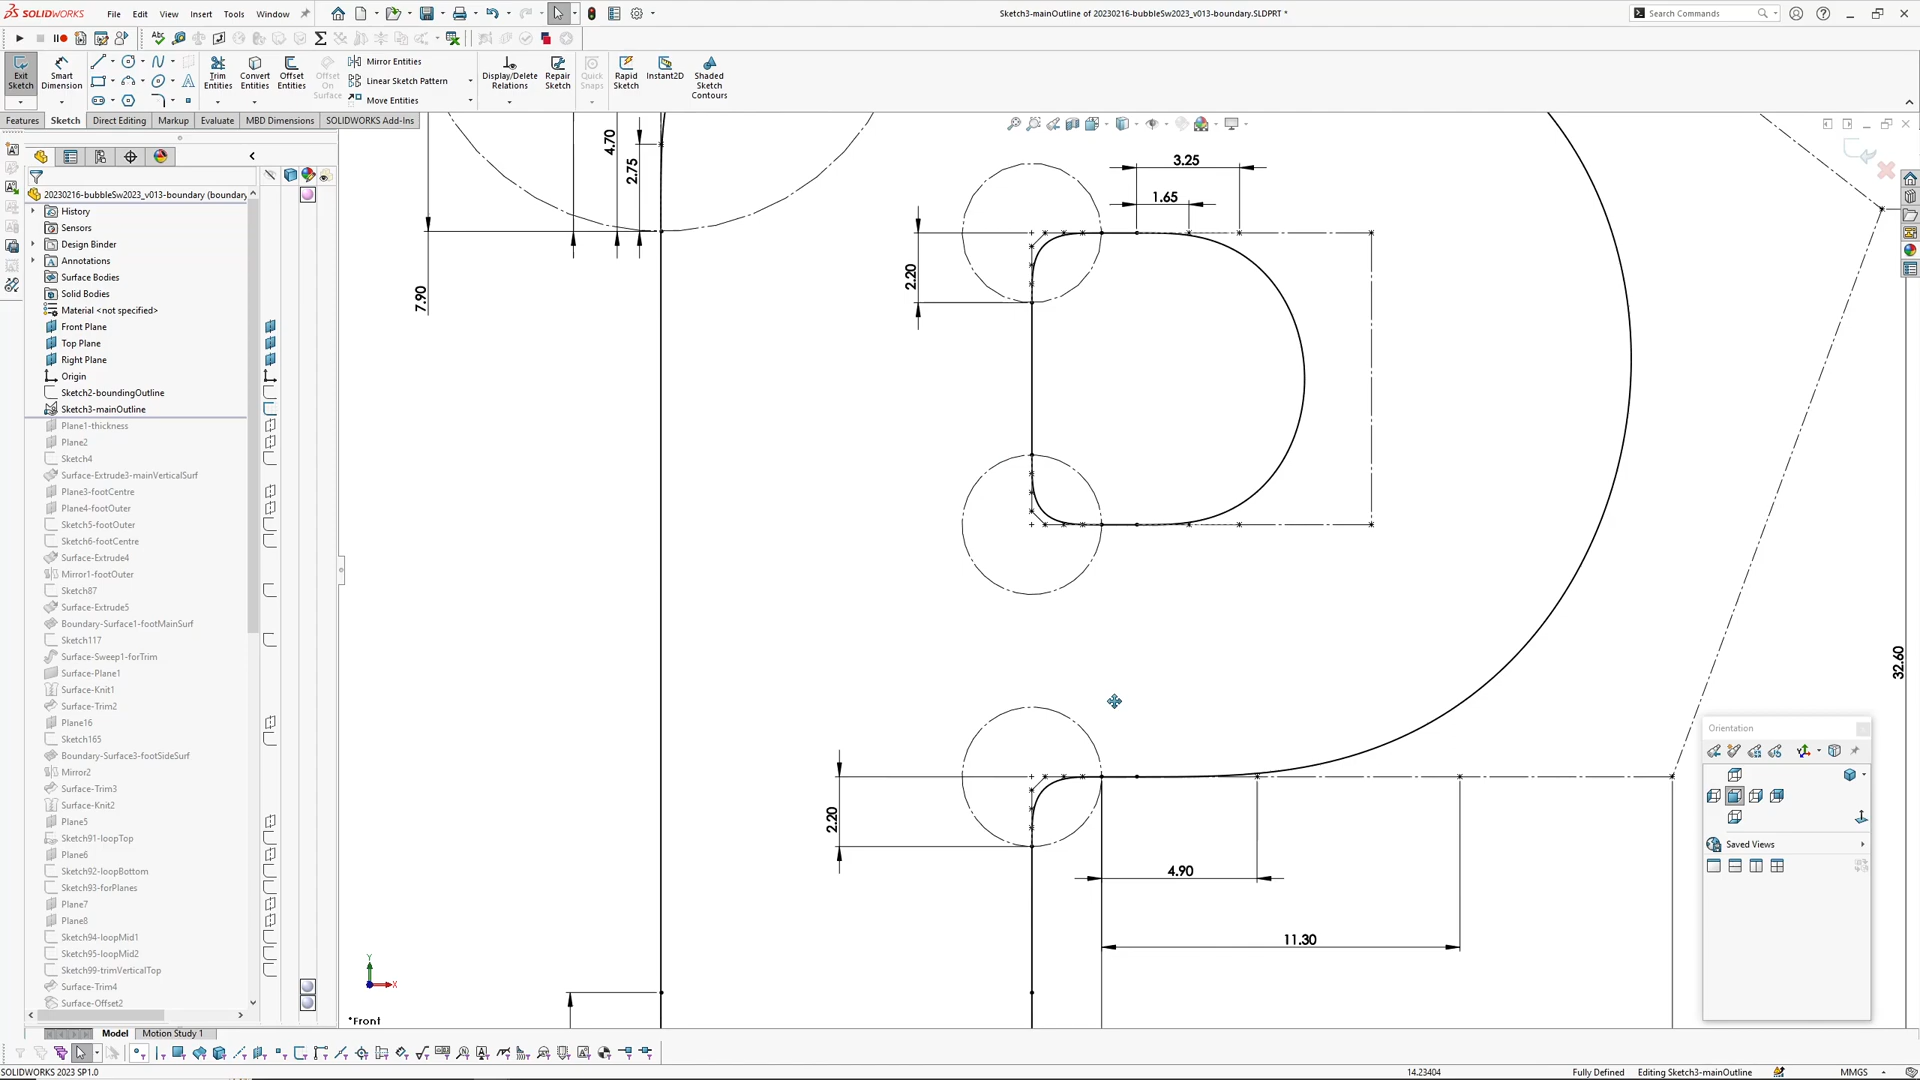 SOLIDWORKS File Edit View Insert Tools Window Sketch3-mainOutline of 20230216-bubbleSw2023_v013-boundary.SLDPRT * Search Commands
Exit Sketch
Smart Dimension
Trim Entities
Convert Entities
Offset Entities
Offset On Surface
Mirror Entities
Linear Sketch Pattern
Move Entities
Display/Delete Relations
Repair Sketch
Quick Snaps
Rapid Sketch
Instant2D
Shaded Sketch Contours
Features Sketch Direct Editing Markup Evaluate MBD Dimensions SOLIDWORKS Add-Ins
20230216-bubbleSw2023_v013-boundary (boundary
History
Sensors
Design Binder
Annotations
Surface Bodies
Solid Bodies
Material <not specified>
Front Plane
Top Plane
Right Plane
Origin
Sketch2-boundingOutline
Sketch3-mainOutline
Plane1-thickness
Plane2
Sketch4
Surface-Extrude3-mainVerticalSurf
Plane3-footCentre
Plane4-footOuter
Sketch5-footOuter
Sketch6-footCentre
Surface-Extrude4
Mirror1-footOuter
Sketch87
Surface-Extrude5
Boundary-Surface1-footMainSurf
Sketch117
Surface-Sweep1-forTrim
Surface-Plane1
Surface-Knit1
Surface-Trim2
Plane16
Sketch165
Boundary-Surface3-footSideSurf
Mirror2
Surface-Trim3
Surface-Knit2
Plane5
Sketch91-loopTop
Plane6
Sketch92-loopBottom
Sketch93-forPlanes
Plane7
Plane8
Sketch94-loopMid1
Sketch95-loopMid2
Sketch99-trimVerticalTop
Surface-Trim4
Surface-Offset2
4.70
2.75
7.90
3.25
1.65
2.20
2.20
4.90
11.30
32.60
Y
X
*Front
Orientation
Saved Views
Model Motion Study 1
SOLIDWORKS 2023 SP1.0 14.23404 Fully Defined Editing Sketch3-mainOutline MMGS